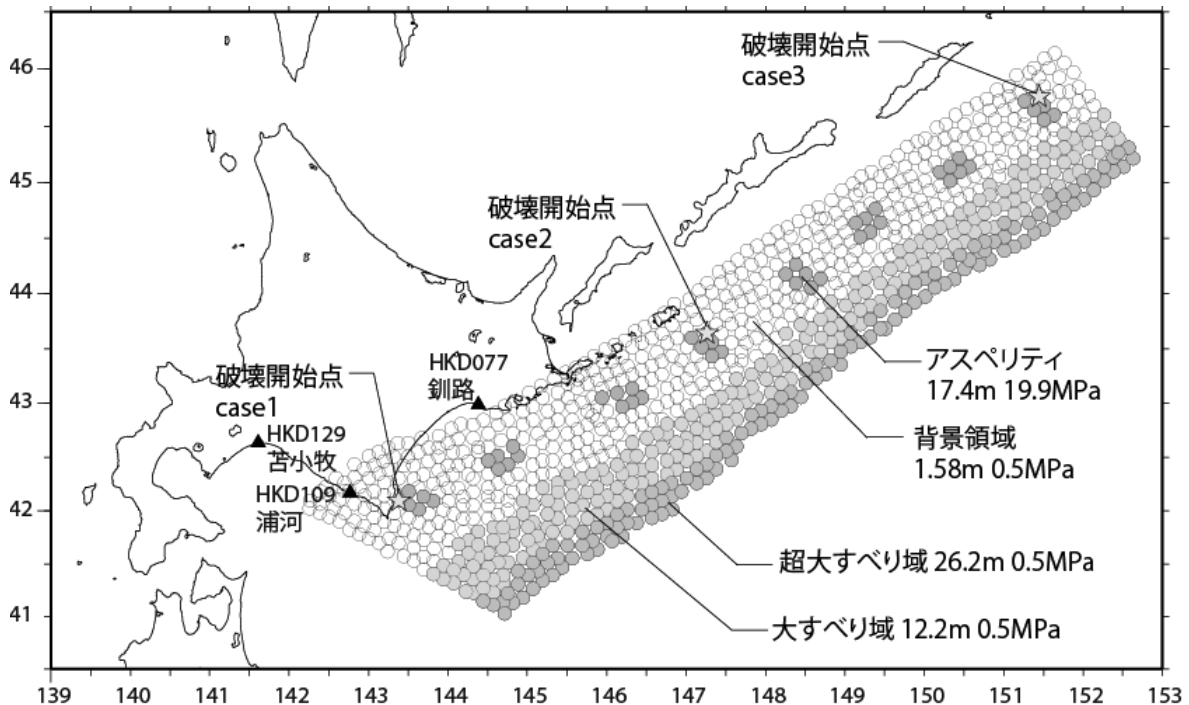 破壊開始点
case3
46
45
破壊開始点
case2
44
HKD077
釧路
アスペリティ
17.4m 19.9MPa
破壊開始点
case1
43
背景領域
1.58m 0.5MPa
HKD129
苫小牧
HKD109
浦河
42
超大すべり域 26.2m 0.5MPa
大すべり域 12.2m 0.5MPa
41
139 140 141 142 143 144 145 146 147 148 149 150 151 152 153